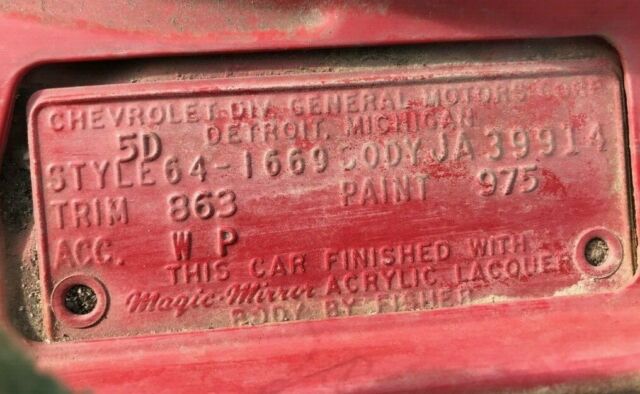 CHEVROLET DIV. GENERAL MOTORS CORP
DETROIT, MICHIGAN
5D
STYLE 64-1669 BODY JA 39914
TRIM 863 PAINT 975
ACC. W P
THIS CAR FINISHED WITH
Magic-Mirror ACRYLIC LACQUER
BODY BY FISHER